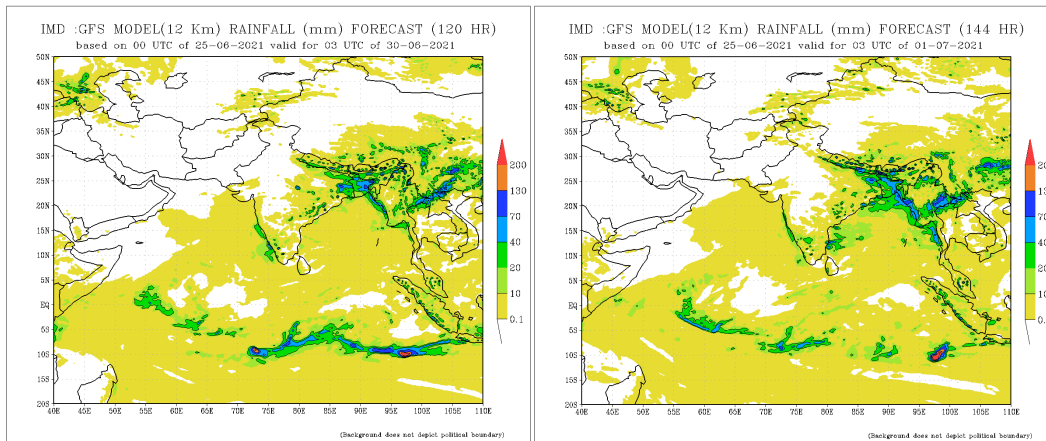 IMD :GFS MODEL(12 Km) RAINFALL (mm) FORECAST (120 HR)
based on 00 UTC of 25-06-2021 valid for 03 UTC of 30-06-2021
50N
45N
40N
35N
30N
25N
20N
15N
10N
5N
EQ
5S
10S
15S
20S
40E 45E 50E 55E 60E 65E 70E 75E 80E 85E 90E 95E 100E 105E 110E
200
130
70
40
20
10
0.1
(Background does not depict political boundary)
IMD :GFS MODEL(12 Km) RAINFALL (mm) FORECAST (144 HR)
based on 00 UTC of 25-06-2021 valid for 03 UTC of 01-07-2021
50N
45N
40N
35N
30N
25N
20N
15N
10N
5N
EQ
5S
10S
15S
20S
40E 45E 50E 55E 60E 65E 70E 75E 80E 85E 90E 95E 100E 105E 110E
70
40
20
10
0.1
(Background does not depict political boundary)